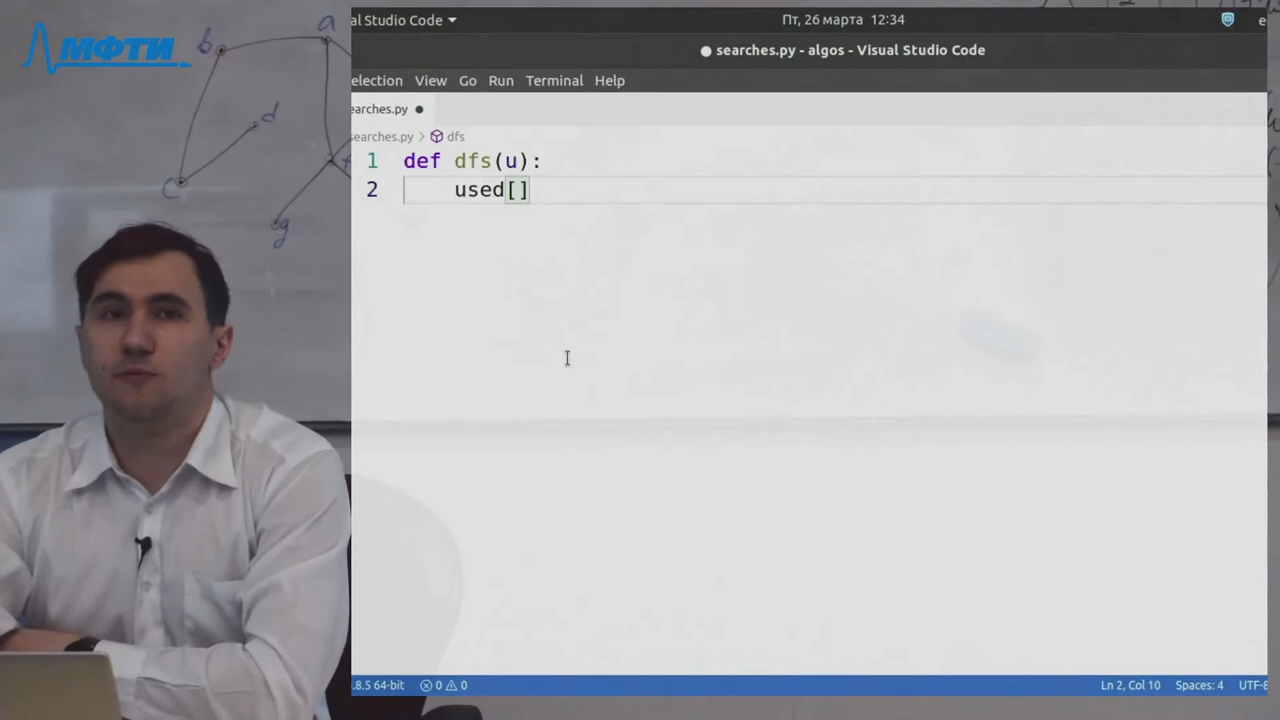 МФТИ
al Studio Code
Пт, 26 марта 12:34
e
● searches.py - algos - Visual Studio Code
election View Go Run Terminal Help
earches.py ●
searches.py > dfs
1 def dfs(u):
2 used[]
.8.5 64-bit 0 0 Ln 2, Col 10 Spaces: 4 UTF-8
b
a
d
c
g